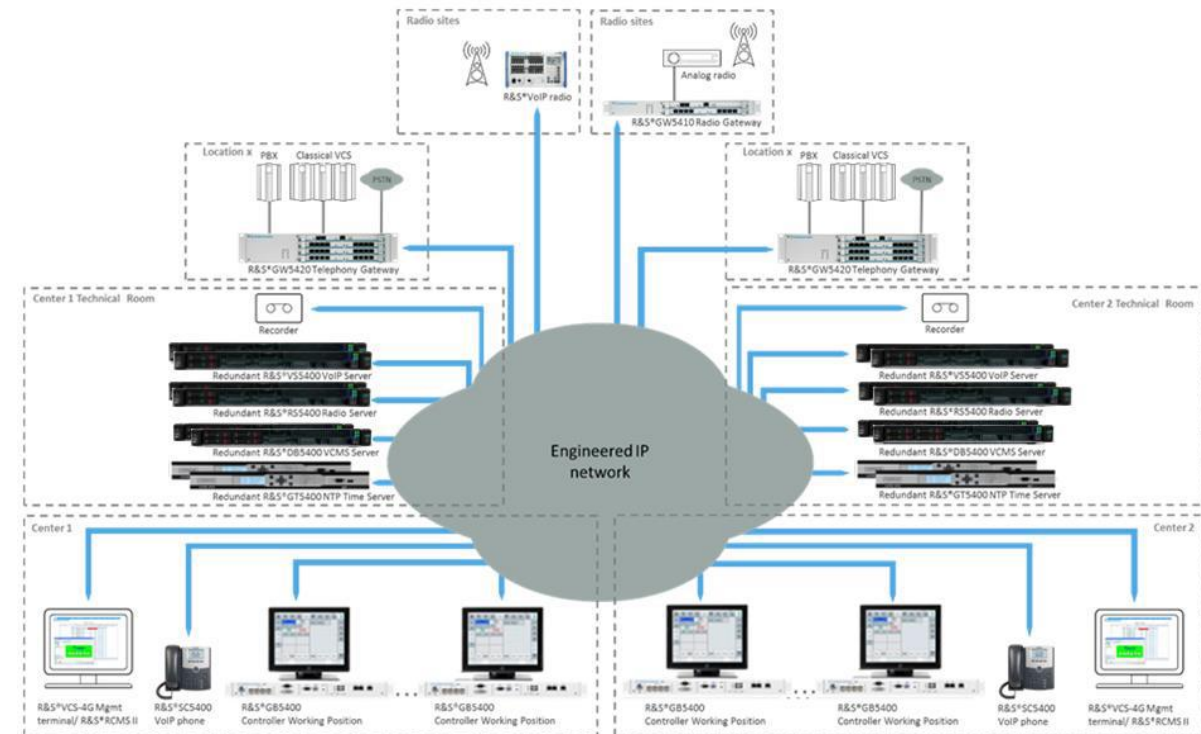 Radio sites
Radio sites
Analog radio
R&S®VoIP radio
R&S®GW5410 Radio Gateway
Location x
PBX
Classical VCS
PSTN
R&S®GW5420 Telephony Gateway
Location x
PBX
Classical VCS
PSTN
R&S®GW5420 Telephony Gateway
Center 1 Technical Room
Recorder
Redundant R&S®VS5400 VoIP Server
Redundant R&S®RS5400 Radio Server
Redundant R&S®DB5400 VCMS Server
Redundant R&S®GT5400 NTP Time Server
Center 2 Technical Room
Recorder
Redundant R&S®VS5400 VoIP Server
Redundant R&S®RS5400 Radio Server
Redundant R&S®DB5400 VCMS Server
Redundant R&S®GT5400 NTP Time Server
Engineered IP
network
Center 1
R&S®VCS-4G Mgmt
terminal/ R&S®RCMS II
R&S®SC5400
VoIP phone
R&S®GB5400
Controller Working Position
...
R&S®GB5400
Controller Working Position
Center 2
R&S®GB5400
Controller Working Position
...
R&S®GB5400
Controller Working Position
R&S®SC5400
VoIP phone
R&S®VCS-4G Mgmt
terminal/ R&S®RCMS II